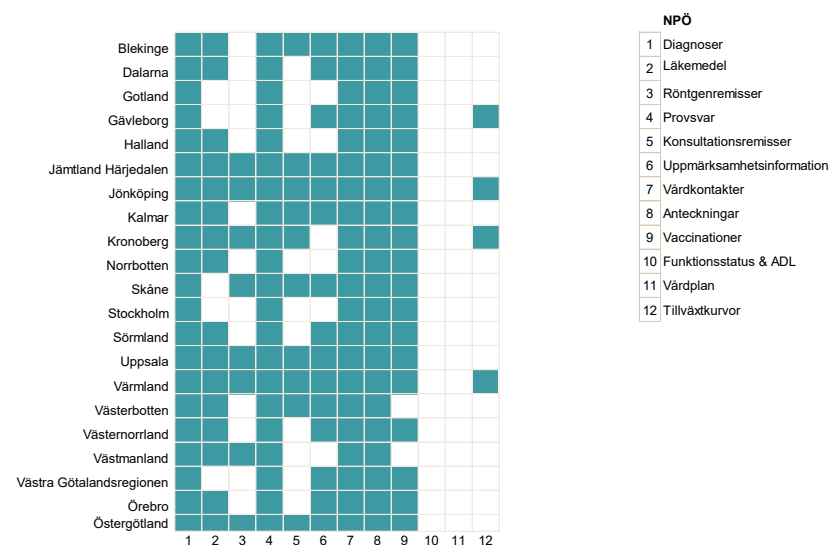 NPÖ
Blekinge
Dalarna
Gotland
Gävleborg
Halland
Jämtland Härjedalen
Jönköping
Kalmar
Kronoberg
Norrbotten
Skåne
Stockholm
Sörmland
Uppsala
Värmland
Västerbotten
Västernorrland
Västmanland
Västra Götalandsregionen
Örebro
Östergötland
1 2 3 4 5 6 7 8 9 10 11 12
1 Diagnoser
2 Läkemedel
3 Röntgenremisser
4 Provsvar
5 Konsultationsremisser
6 Uppmärksamhetsinformation
7 Vårdkontakter
8 Anteckningar
9 Vaccinationer
10 Funktionsstatus & ADL
11 Vårdplan
12 Tillväxtkurvor